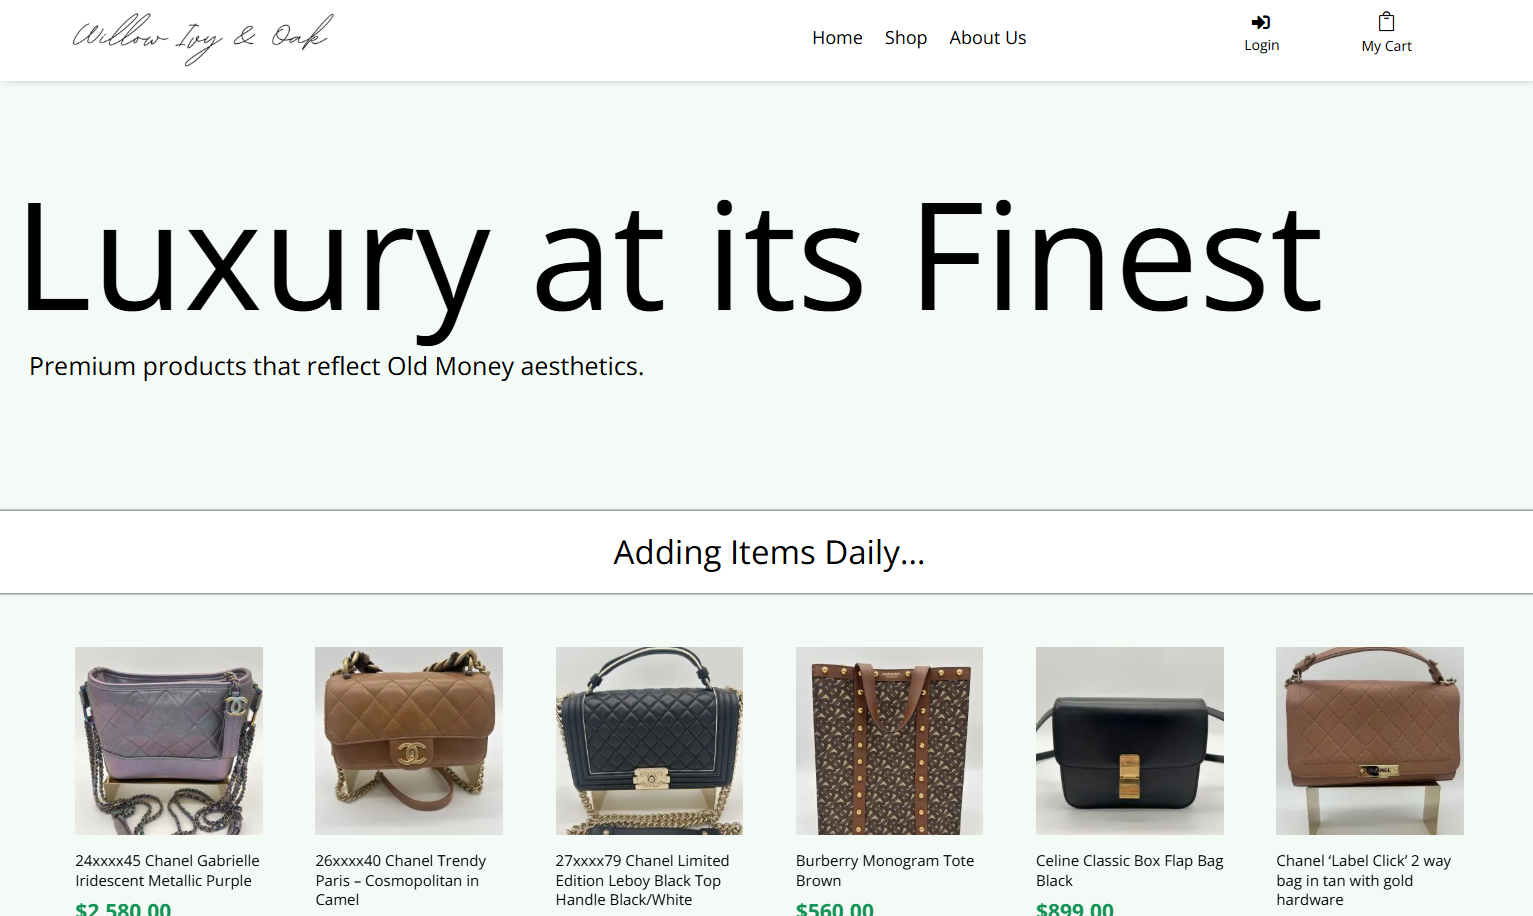 Willow Ivy & Oak
Home Shop About Us
Login
My Cart
Luxury at its Finest
Premium products that reflect Old Money aesthetics.
Adding Items Daily...
24xxxx45 Chanel Gabrielle
Iridescent Metallic Purple
$2,580.00
26xxxx40 Chanel Trendy
Paris – Cosmopolitan in
Camel
27xxxx79 Chanel Limited
Edition Leboy Black Top
Handle Black/White
Burberry Monogram Tote
Brown
$560.00
Celine Classic Box Flap Bag
Black
$899.00
CHANEL
Chanel ‘Label Click’ 2 way
bag in tan with gold
hardware